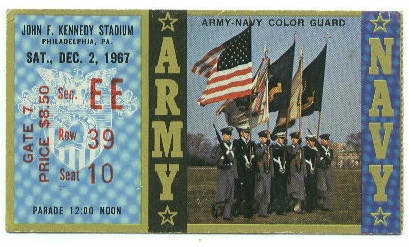 JOHN F. KENNEDY STADIUM
PHILADELPHIA, PA.
SAT., DEC. 2, 1967
GATE 7
PRICE $8.50
Sec. EE
Row 39
Seat 10
PARADE 12:00 NOON
ARMY
ARMY-NAVY COLOR GUARD
NAVY